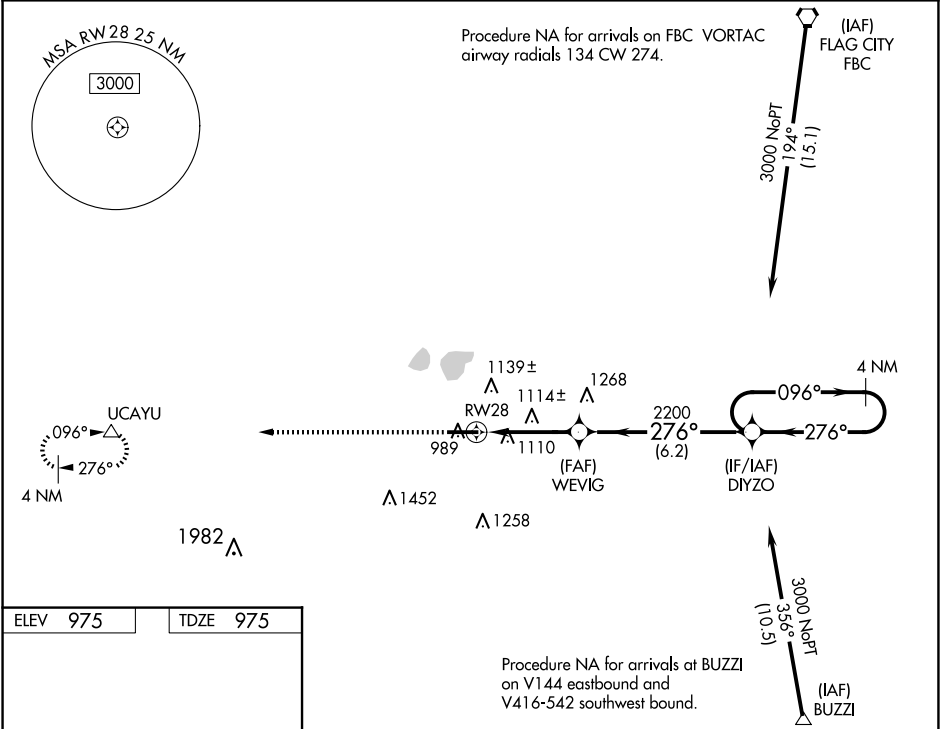 MSA RW 28 25 NM
3000
Procedure NA for arrivals on FBC VORTAC
airway radials 134 CW 274.
(IAF)
FLAG CITY
FBC
3000 NoPT
194°
(15.1)
1139±
1114±
1268
4 NM
096°
UCAYU
096°
276°
4 NM
RW28
989
1110
2200
276°
(6.2)
276°
(FAF)
WEVIG
(IF/IAF)
DIYZO
1452
1258
1982
3000 NoPT
356°
(10.5)
ELEV 975
TDZE 975
Procedure NA for arrivals at BUZZI
on V144 eastbound and
V416-542 southwest bound.
(IAF)
BUZZI